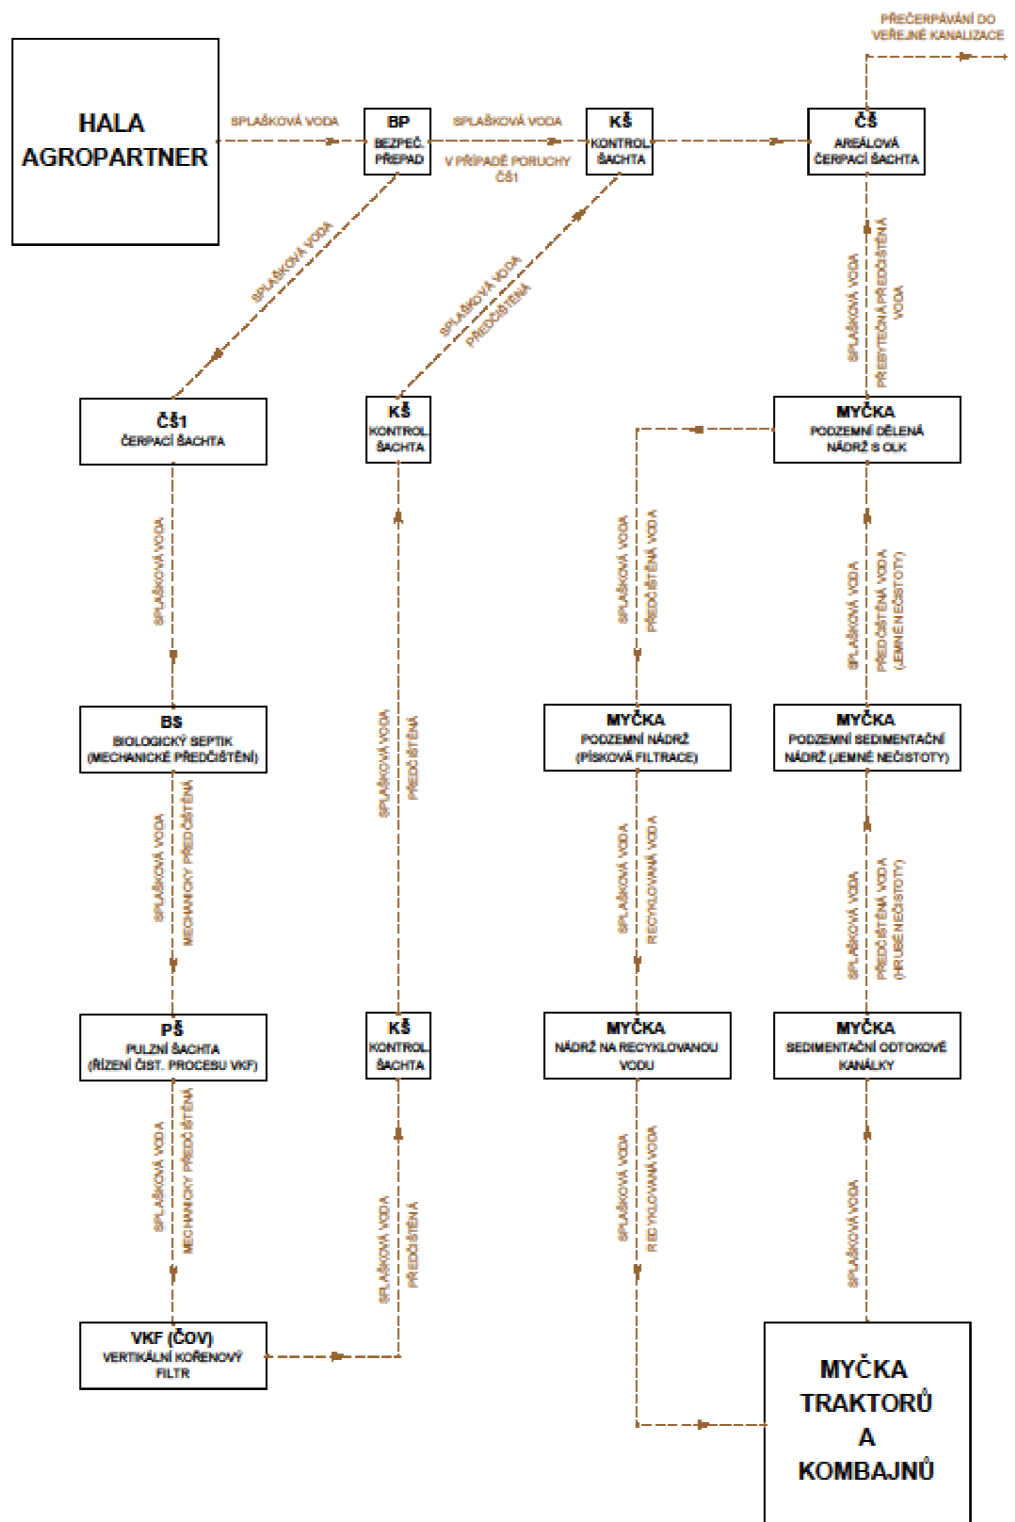 PŘEČERPÁVÁNÍ DO
VEŘEJNÉ KANALIZACE
HALA
AGROPARTNER
SPLAŠKOVÁ VODA
BP
BEZPEČ.
PŘEPAD
SPLAŠKOVÁ VODA
V PŘÍPADĚ PORUCHY
ČŠ1
KŠ
KONTROL.
ŠACHTA
ČŠ
AREÁLOVÁ
ČERPACÍ ŠACHTA
SPLAŠKOVÁ VODA
SPLAŠKOVÁ VODA
PŘEDČIŠTĚNÁ
SPLAŠKOVÁ VODA
PŘEBYTEČNÁ PŘEDČIŠTĚNÁ
VODA
ČŠ1
ČERPACÍ ŠACHTA
KŠ
KONTROL.
ŠACHTA
MYČKA
PODZEMNÍ DĚLENÁ
NÁDRŽ S OLK
SPLAŠKOVÁ VODA
SPLAŠKOVÁ VODA
PŘEDČIŠTĚNÁ VODA
SPLAŠKOVÁ VODA
PŘEDČIŠTĚNÁ VODA
(JEMNÉ NEČISTOTY)
BS
BIOLOGICKÝ SEPTIK
(MECHANICKÉ PŘEDČIŠTĚNÍ)
SPLAŠKOVÁ VODA
PŘEDČIŠTĚNÁ
MYČKA
PODZEMNÍ NÁDRŽ
(PÍSKOVÁ FILTRACE)
MYČKA
PODZEMNÍ SEDIMENTAČNÍ
NÁDRŽ (JEMNÉ NEČISTOTY)
SPLAŠKOVÁ VODA
MECHANICKY PŘEDČIŠTĚNÁ
SPLAŠKOVÁ VODA
RECYKLOVANÁ VODA
SPLAŠKOVÁ VODA
PŘEDČIŠTĚNÁ VODA
(HRUBÉ NEČISTOTY)
PŠ
PULZNÍ ŠACHTA
(ŘÍZENÍ ČIST. PROCESU VKF)
KŠ
KONTROL.
ŠACHTA
MYČKA
NÁDRŽ NA RECYKLOVANOU
VODU
MYČKA
SEDIMENTAČNÍ ODTOKOVÉ
KANÁLKY
SPLAŠKOVÁ VODA
MECHANICKY PŘEDČIŠTĚNÁ
SPLAŠKOVÁ VODA
PŘEDČIŠTĚNÁ
SPLAŠKOVÁ VODA
RECYKLOVANÁ VODA
SPLAŠKOVÁ VODA
VKF (ČOV)
VERTIKÁLNÍ KOŘENOVÝ
FILTR
MYČKA
TRAKTORŮ
A
KOMBAJNŮ